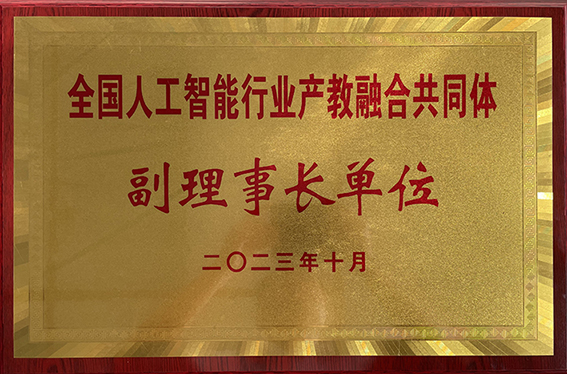 全国人工智能行业产教融合共同体
副理事长单位
二〇二三年十月